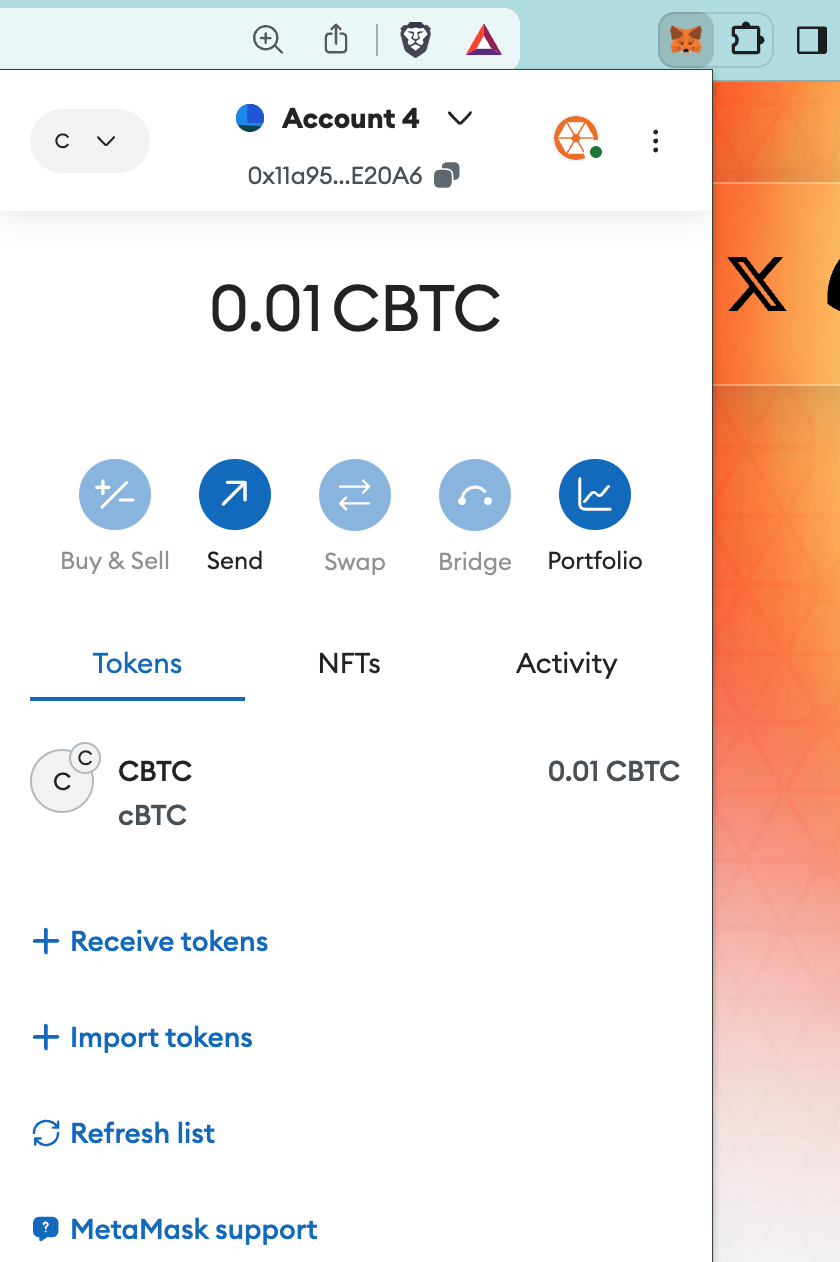 C
Account 4
0x11a95...E20A6
0.01 CBTC
Buy & Sell
Send
Swap
Bridge
Portfolio
Tokens
NFTs
Activity
C
C
CBTC
0.01 CBTC
cBTC
Receive tokens
Import tokens
Refresh list
MetaMask support